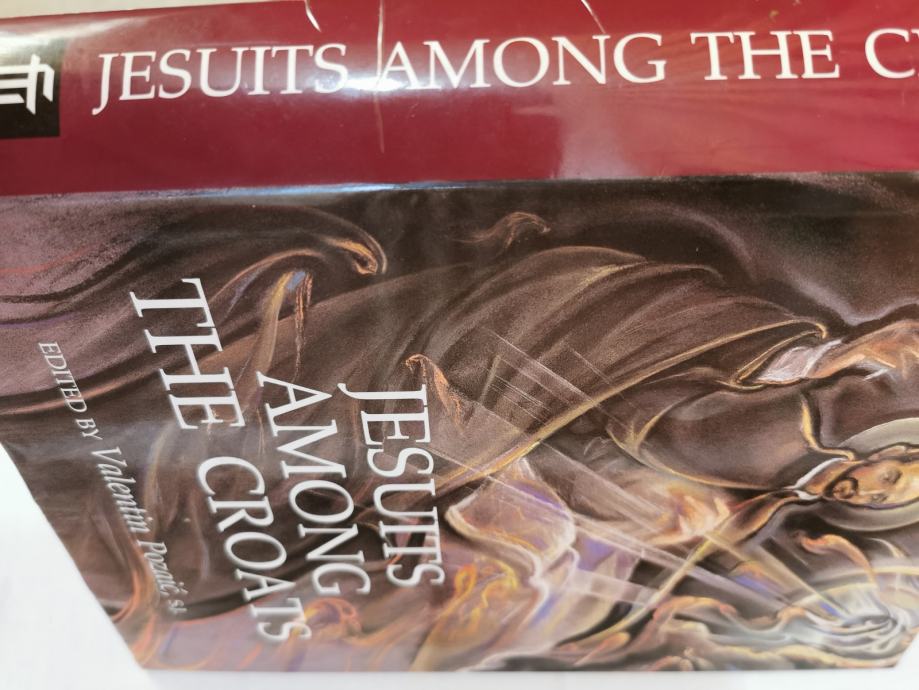 JESUITS AMONG THE C
JESUITS
AMONG
THE CROATS
EDITED BY Valentin Pozaić, SJ